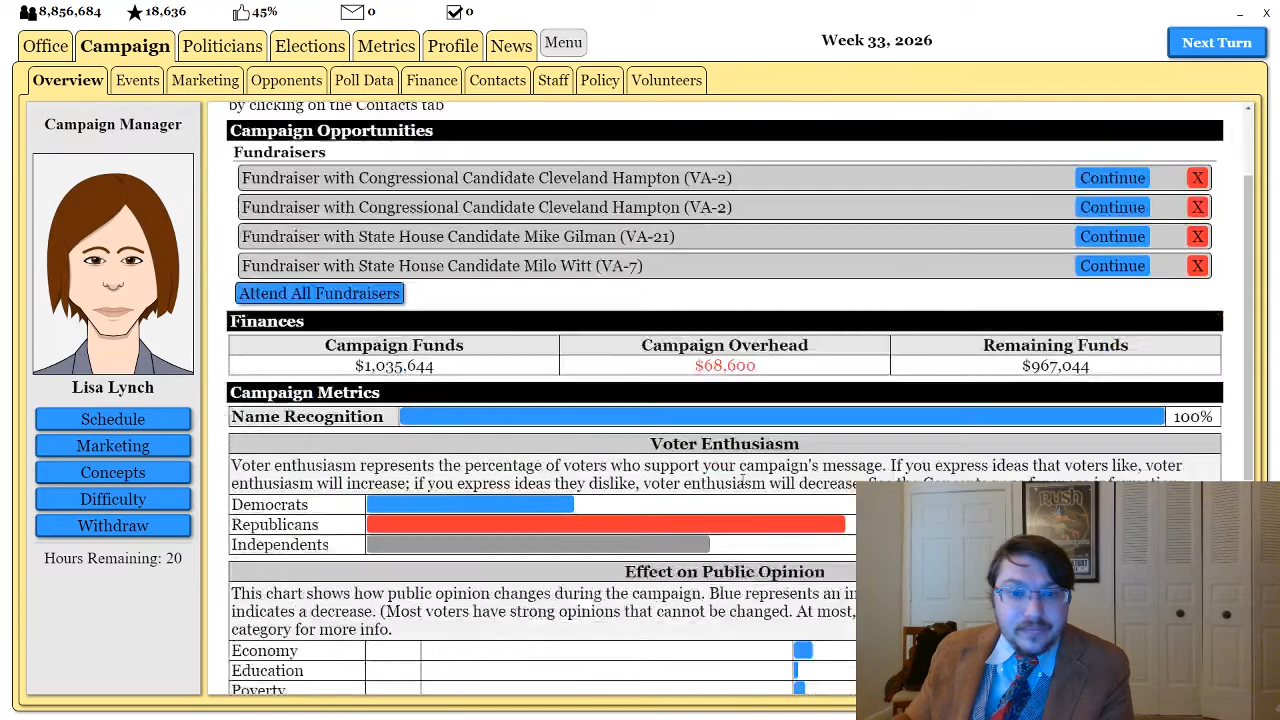 8,856,684 18,636 45% 0 0
Office Campaign Politicians Elections Metrics Profile News Menu
Week 33, 2026
Next Turn
Overview Events Marketing Opponents Poll Data Finance Contacts Staff Policy Volunteers
Campaign Manager
Lisa Lynch
Schedule
Marketing
Concepts
Difficulty
Withdraw
Hours Remaining: 20
by clicking on the Contacts tab
Campaign Opportunities
Fundraisers
Fundraiser with Congressional Candidate Cleveland Hampton (VA-2) Continue X
Fundraiser with Congressional Candidate Cleveland Hampton (VA-2) Continue X
Fundraiser with State House Candidate Mike Gilman (VA-21) Continue X
Fundraiser with State House Candidate Milo Witt (VA-7) Continue X
Attend All Fundraisers
Finances
Campaign Funds Campaign Overhead Remaining Funds
$1,035,644 $68,600 $967,044
Campaign Metrics
Name Recognition 100%
Voter Enthusiasm
Voter enthusiasm represents the percentage of voters who support your campaign's message. If you express ideas that voters like, voter
enthusiasm will increase; if you express ideas they dislike, voter enthusiasm will decrease.
Democrats
Republicans
Independents
Effect on Public Opinion
This chart shows how public opinion changes during the campaign. Blue represents an
indicates a decrease. (Most voters have strong opinions that cannot be changed. At most,
category for more info.
Economy
Education
Poverty
RUSH